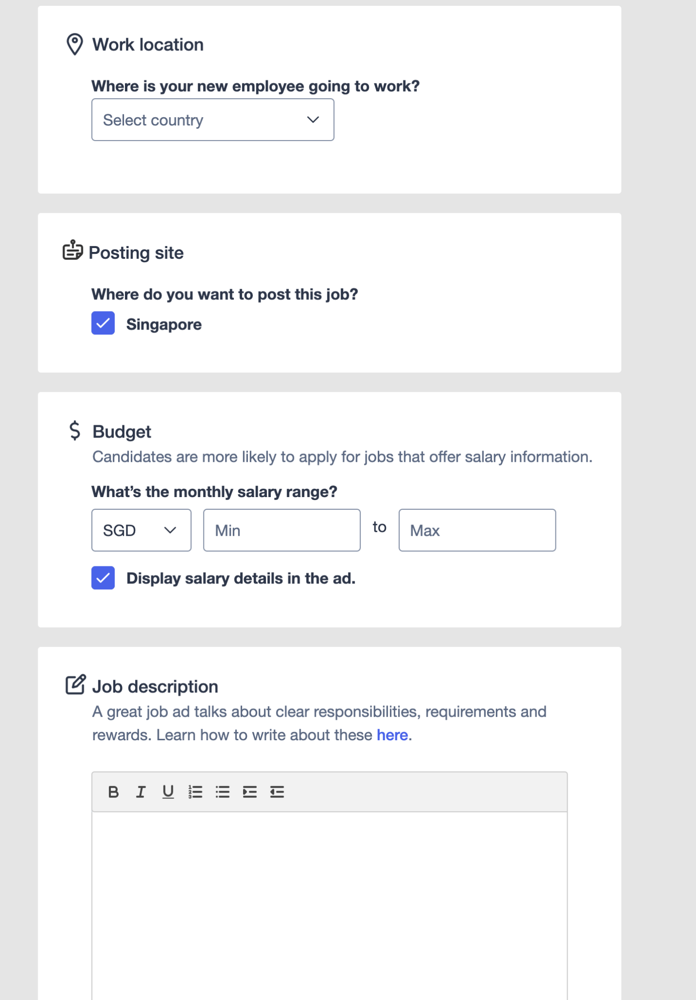 Work location
Where is your new employee going to work?
Select country
Posting site
Where do you want to post this job?
Singapore
Budget
Candidates are more likely to apply for jobs that offer salary information.
What’s the monthly salary range?
SGD Min to Max
Display salary details in the ad.
Job description
A great job ad talks about clear responsibilities, requirements and
rewards. Learn how to write about these here.
B I U